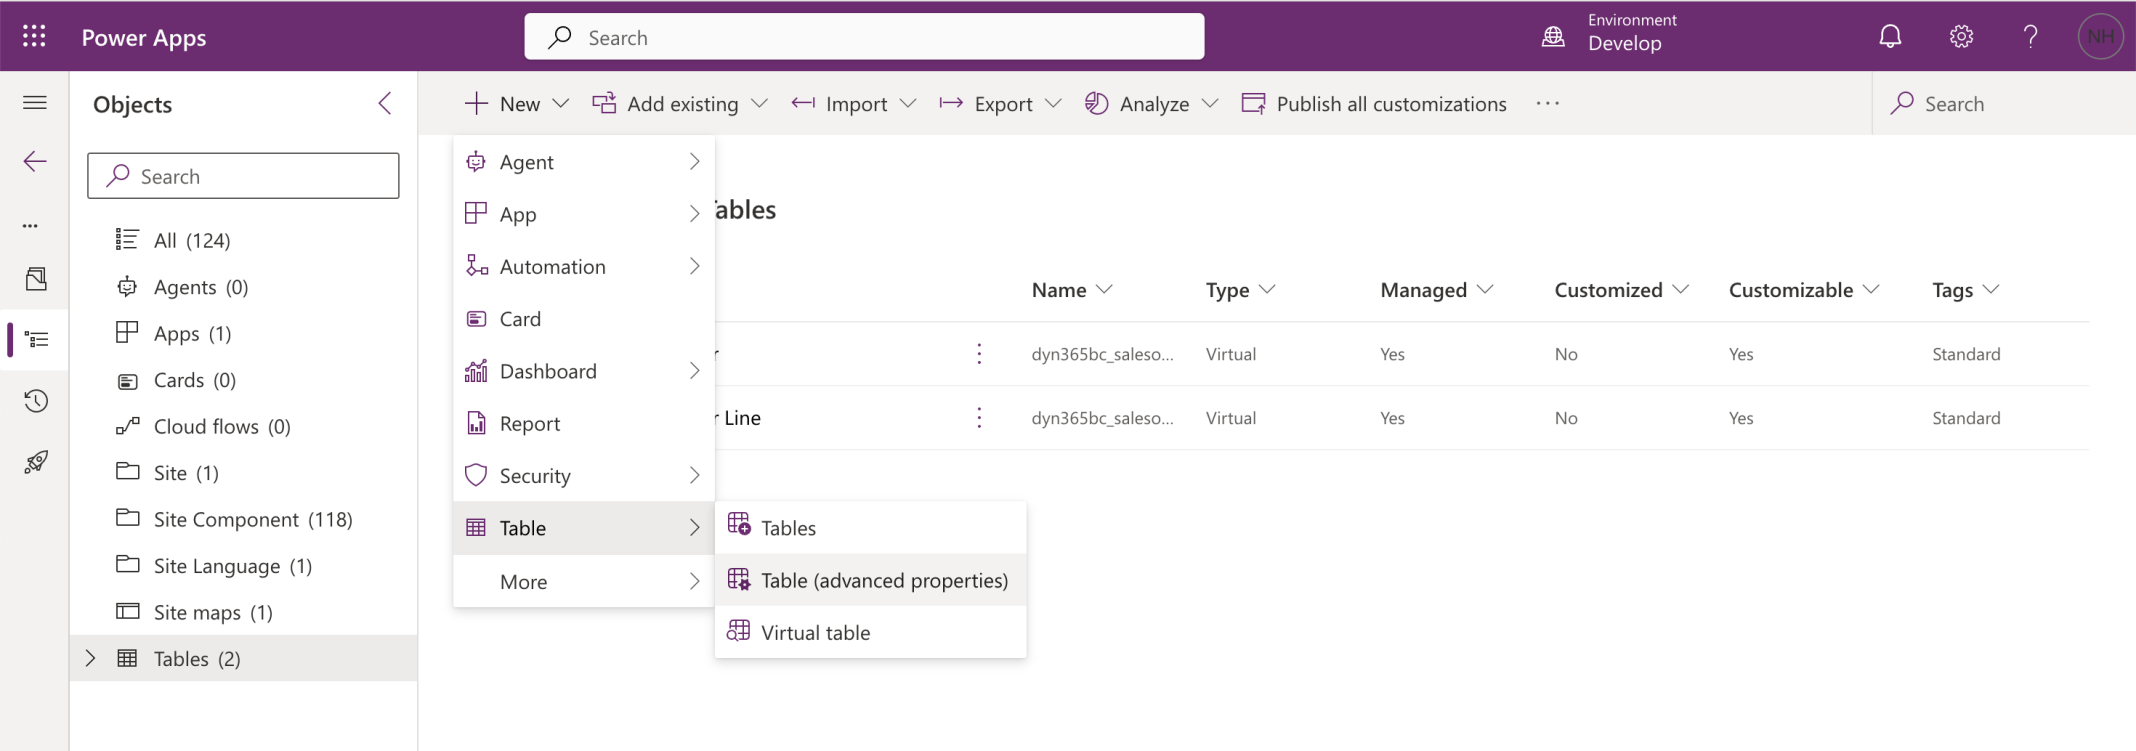 Power Apps
Search
Environment
Develop
NH
Objects
New
Add existing
Import
Export
Analyze
Publish all customizations
Search
Search
All (124)
Agents (0)
Apps (1)
Cards (0)
Cloud flows (0)
Site (1)
Site Component (118)
Site Language (1)
Site maps (1)
Tables (2)
Agent
App
Automation
Card
Dashboard
Report
Security
Table
More
Tables
Table (advanced properties)
Virtual table
ables
Name Type Managed Customized Customizable Tags
r dyn365bc_saleso... Virtual Yes No Yes Standard
r Line dyn365bc_saleso... Virtual Yes No Yes Standard